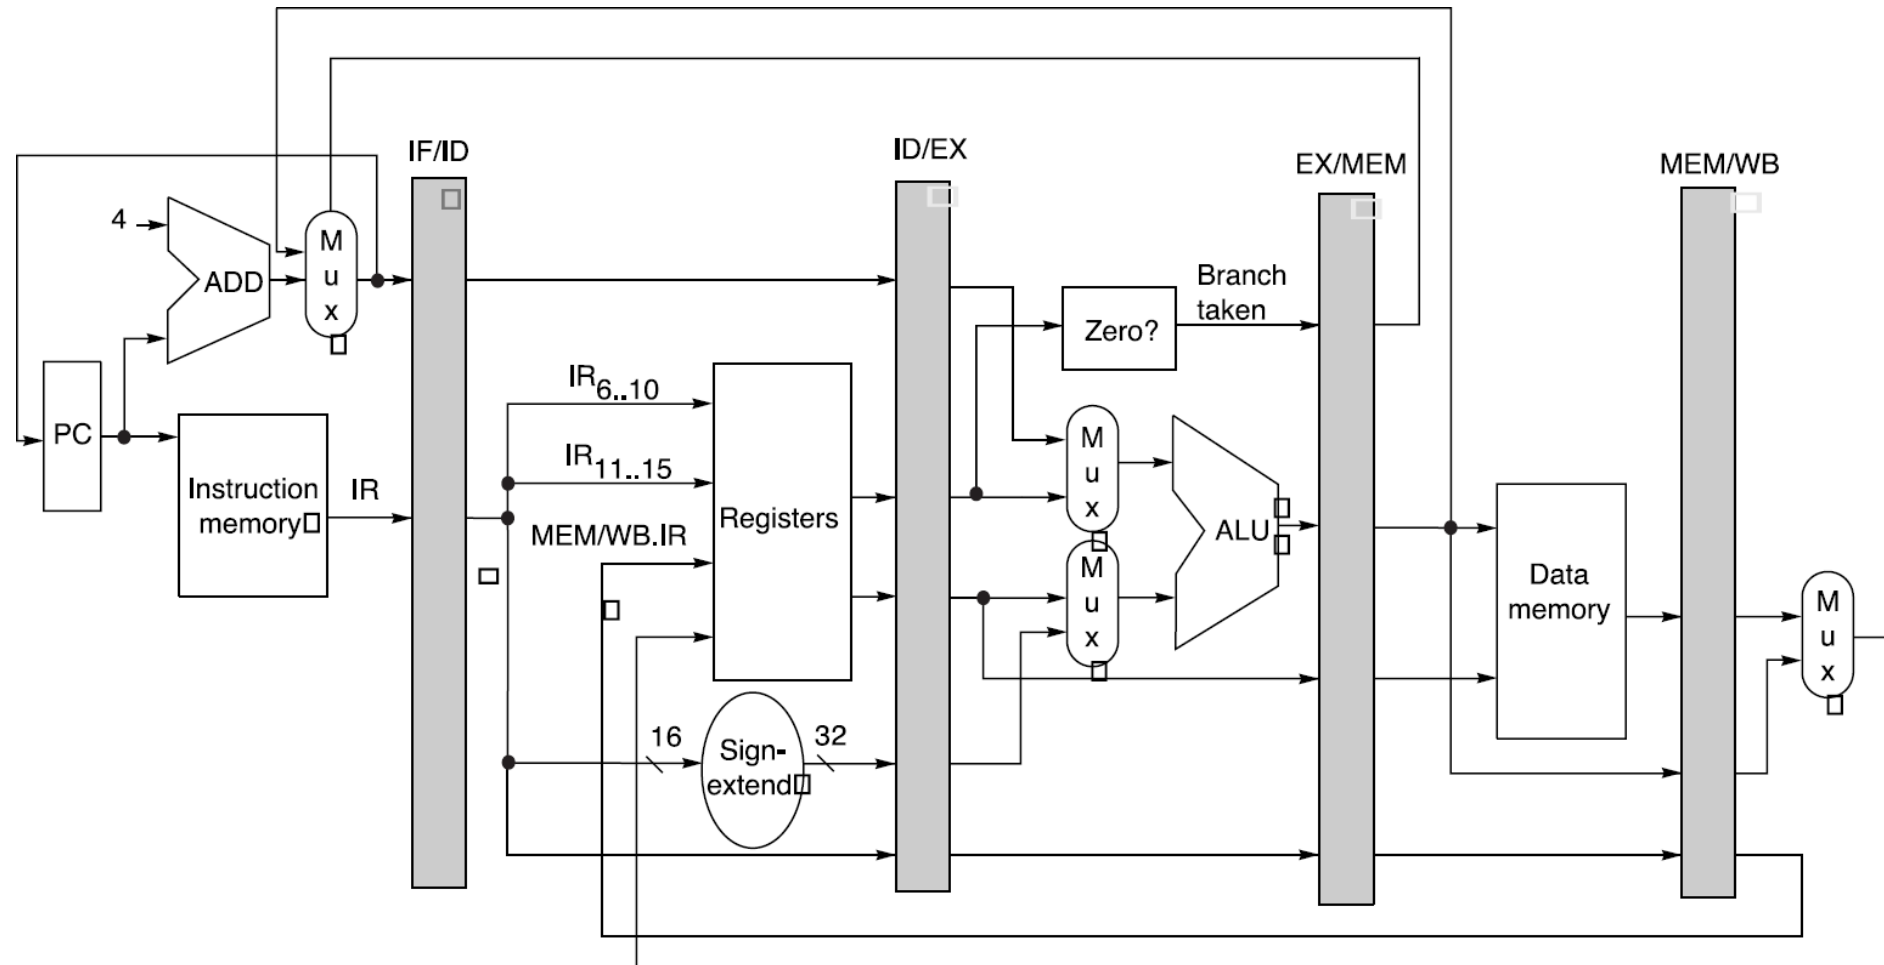 IF/ID
ID/EX
EX/MEM
MEM/WB
4
ADD
M
u
x
Branch
taken
Zero?
IR6..10
PC
IR11..15
M
u
x
Instruction
memory
IR
Registers
ALU
MEM/WB.IR
M
u
x
Data
memory
M
u
x
16
32
Sign-
extend